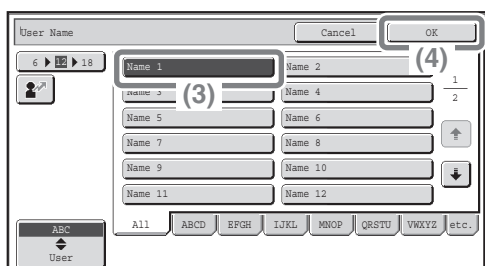 User Name
Cancel
OK
(4)
6 12 18
Name 1
Name 2
(3)
1
2
Name 3
Name 4
Name 5
Name 6
Name 7
Name 8
Name 9
Name 10
Name 11
Name 12
All ABCD EFGH IJKL MNOP QRSTU VWXYZ etc.
ABC
User